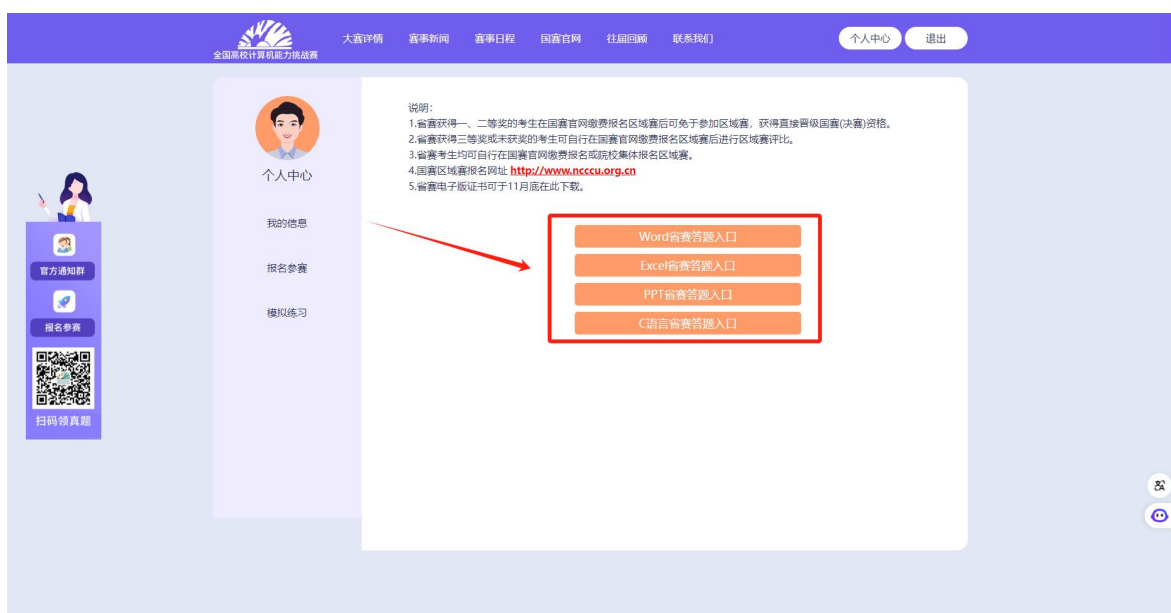 全国高校计算机能力挑战赛
大赛详情 赛事新闻 赛事日程 国赛官网 往届回顾 联系我们 个人中心 退出
个人中心
我的信息
报名参赛
模拟练习
说明：
1.省赛获得一、二等奖的考生在国赛官网缴费报名区域赛后可免于参加区域赛，获得直接晋级国赛(决赛)资格。
2.省赛获得三等奖或未获奖的考生可自行在国赛官网缴费报名区域赛后进行区域赛评比。
3.省赛考生均可自行在国赛官网缴费报名或院校集体报名区域赛。
4.国赛区域赛报名网址 http://www.ncccu.org.cn
5.省赛电子版证书可于11月底在此下载。
Word省赛答题入口
Excel省赛答题入口
PPT省赛答题入口
C语言省赛答题入口
官方通知群
报名参赛
扫码领真题